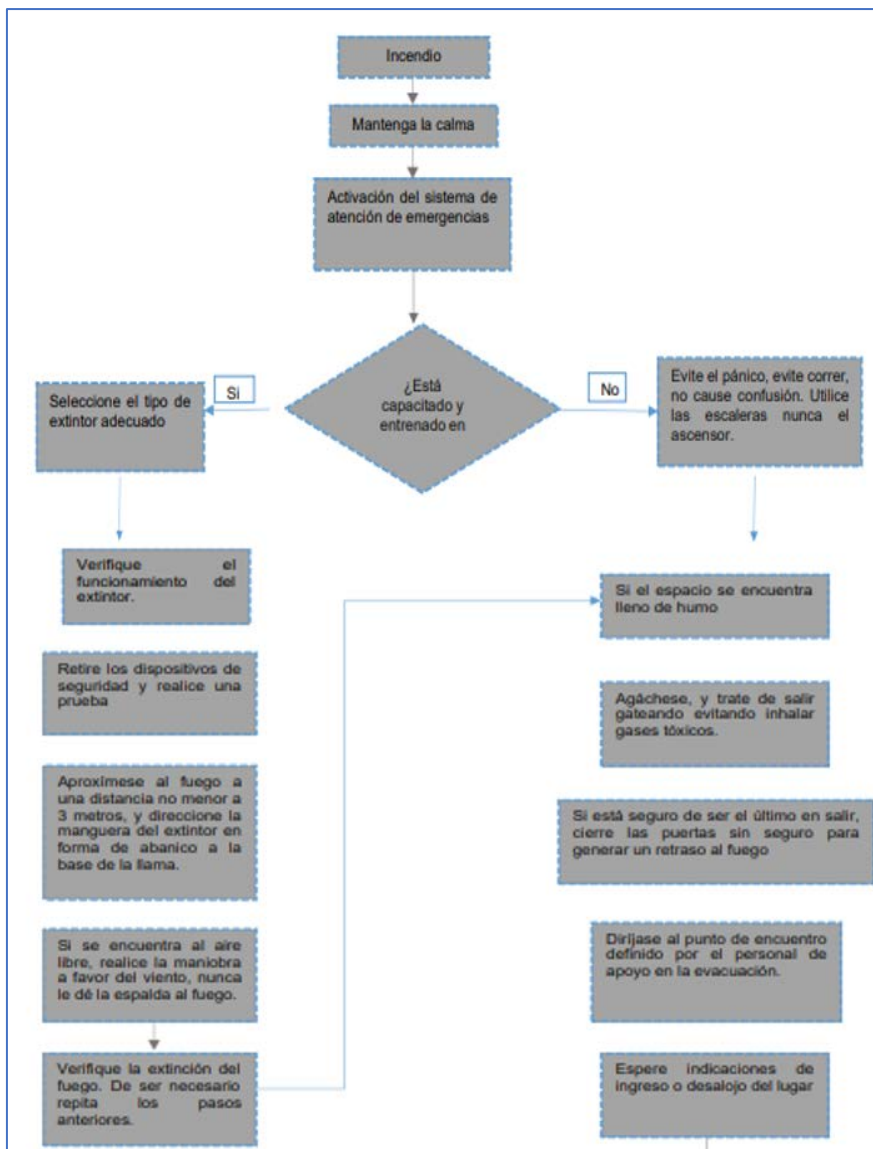 Incendio
Mantenga la calma
Activación del sistema de
atención de emergencias
¿Está
capacitado y
entrenado en
Si
No
Seleccione el tipo de
extintor adecuado
Verifique el
funcionamiento del
extintor.
Retire los dispositivos de
seguridad y realice una
prueba
Aproxímese al fuego a
una distancia no menor a
3 metros, y direccione la
manguera del extintor en
forma de abanico a la
base de la llama.
Si se encuentra al aire
libre, realice la maniobra
a favor del viento, nunca
le dé la espalda al fuego.
Verifique la extinción del
fuego. De ser necesario
repita los pasos
anteriores.
Evite el pánico, evite correr,
no cause confusión. Utilice
las escaleras nunca el
ascensor.
Si el espacio se encuentra
lleno de humo
Agáchese, y trate de salir
gateando evitando inhalar
gases tóxicos.
Si está seguro de ser el último en salir,
cierre las puertas sin seguro para
generar un retraso al fuego
Diríjase al punto de encuentro
definido por el personal de
apoyo en la evacuación.
Espere indicaciones de
ingreso o desalojo del lugar